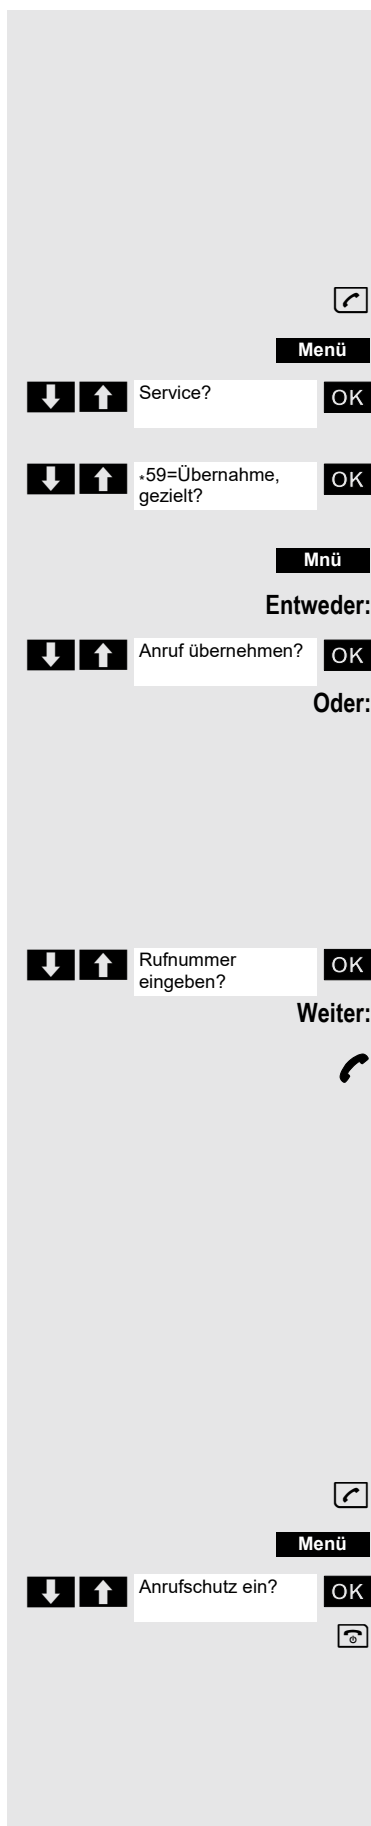 Menü
Service? OK
*59=Übernahme,
gezielt? OK
Mnü
Entweder:
Anruf übernehmen? OK
Oder:
Rufnummer
eingeben? OK
Weiter:
Menü
Anrufschutz ein? OK